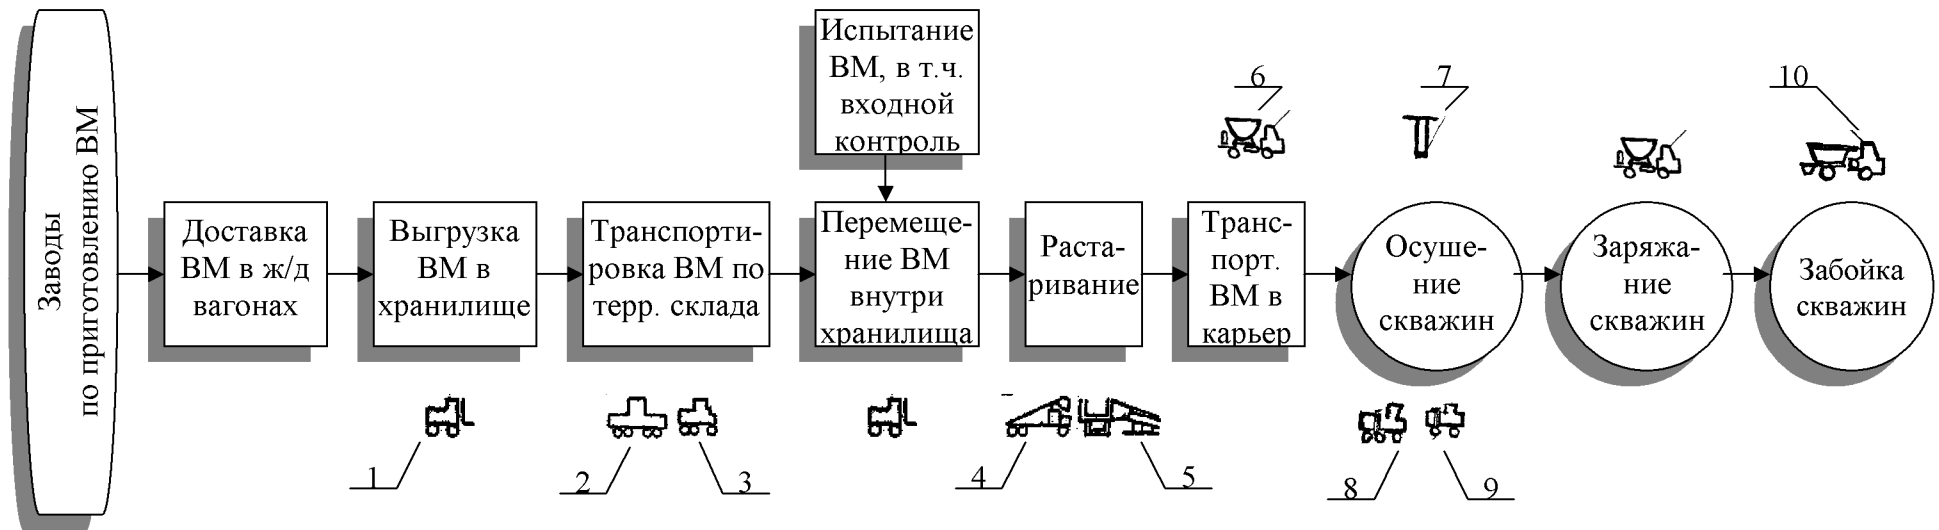 Заводы
по приготовлению ВМ
Доставка
ВМ в ж/д
вагонах
Выгрузка
ВМ в
хранилище
Транспорти-
ровка ВМ по
терр. склада
Испытание
ВМ, в т.ч.
входной
контроль
Перемеще-
ние ВМ
внутри
хранилища
Раста-
ривание
Транс-
порт.
ВМ в
карьер
Осуше-
ние
скважин
Заряжа-
ние
скважин
Забойка
скважин
6
7
10
1
2
3
4
5
8
9